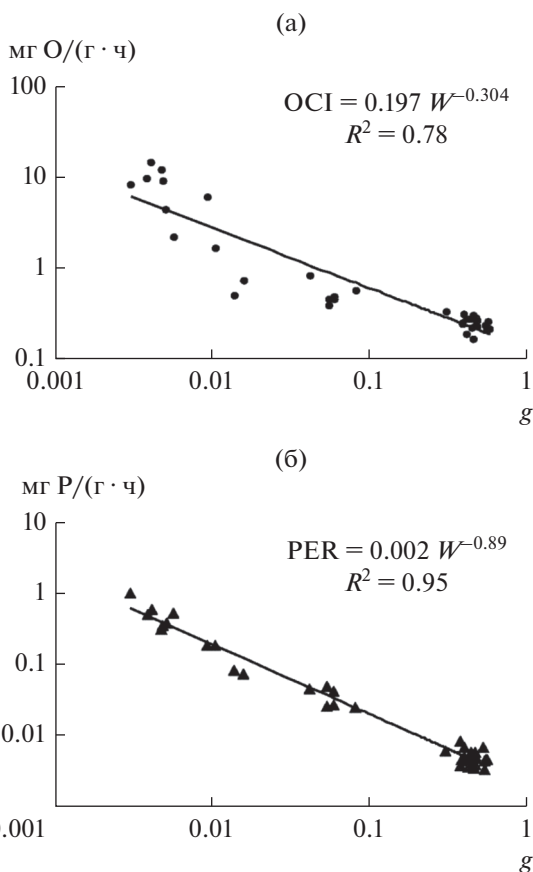 (а)
мг О/(г · ч)
100
OCI = 0.197 W^−0.304
R² = 0.78
10
1
0.1
0.001 0.01 0.1 1
g
(б)
мг Р/(г · ч)
10
PER = 0.002 W^−0.89
R² = 0.95
1
0.1
0.01
0.001 0.01 0.1 1
g